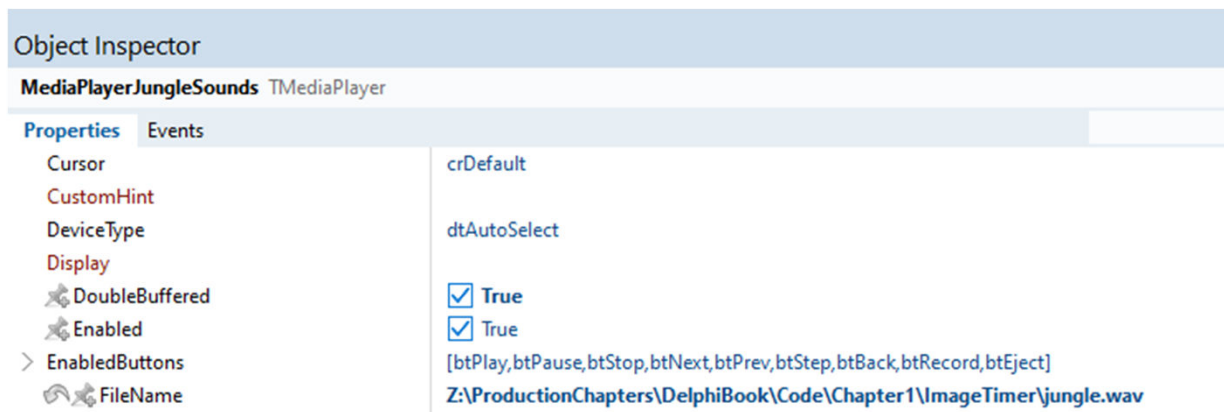 Object Inspector
MediaPlayerJungleSounds TMediaPlayer
Properties Events
Cursor crDefault
CustomHint
DeviceType dtAutoSelect
Display
DoubleBuffered True
Enabled True
EnabledButtons [btPlay,btPause,btStop,btNext,btPrev,btStep,btBack,btRecord,btEject]
FileName Z:\ProductionChapters\DelphiBook\Code\Chapter1\ImageTimer\jungle.wav